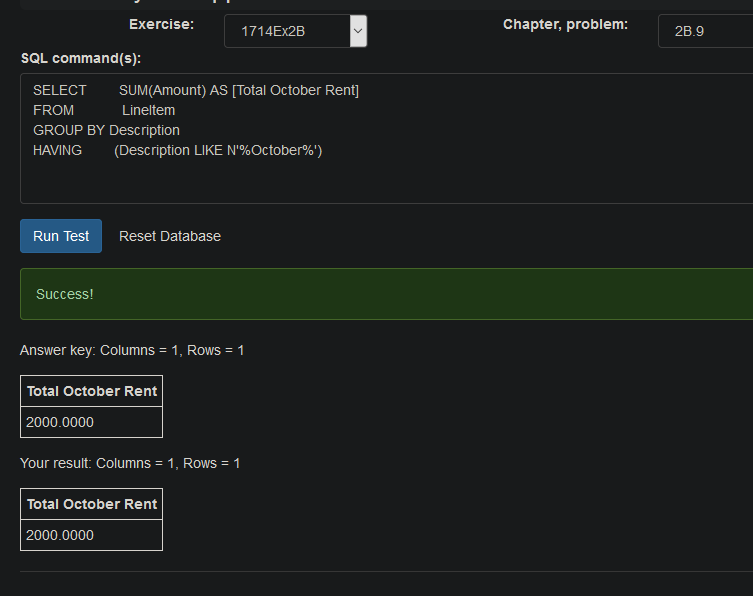 Exercise: 1714Ex2B Chapter, problem: 2B.9
SQL command(s):
SELECT SUM(Amount) AS [Total October Rent]
FROM LineItem
GROUP BY Description
HAVING (Description LIKE N'%October%')
Run Test Reset Database
Success!
Answer key: Columns = 1, Rows = 1
Total October Rent
2000.0000
Your result: Columns = 1, Rows = 1
Total October Rent
2000.0000